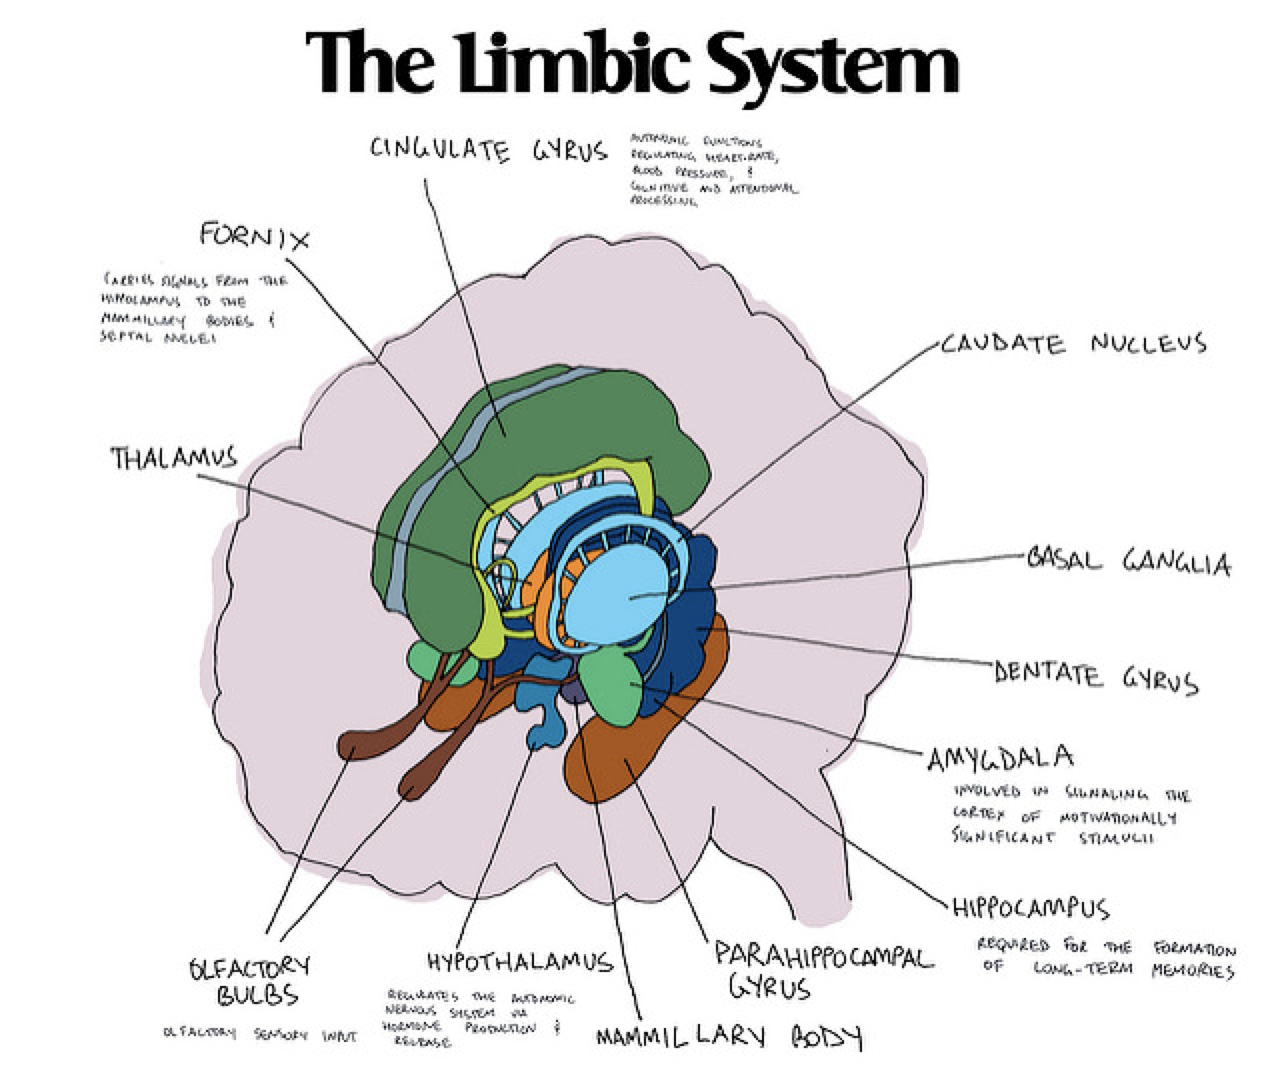 The Limbic System
CINGULATE GYRUS
AUTONOMIC FUNCTIONS
REGULATING HEART-RATE,
BLOOD PRESSURE, &
COGNITIVE AND ATTENTIONAL
PROCESSING
FORNIX
CARRIES SIGNALS FROM THE
HIPPOCAMPUS TO THE
MAMMILLARY BODIES &
SEPTAL NUCLEI
CAUDATE NUCLEUS
THALAMUS
BASAL GANGLIA
DENTATE GYRUS
AMYGDALA
INVOLVED IN SIGNALING THE
CORTEX OF MOTIVATIONALLY
SIGNIFICANT STIMULII
HIPPOCAMPUS
REQUIRED FOR THE FORMATION
OF LONG-TERM MEMORIES
OLFACTORY
BULBS
OLFACTORY SENSORY INPUT
HYPOTHALAMUS
REGULATES THE AUTONOMIC
NERVOUS SYSTEM VIA
HORMONE PRODUCTION &
RELEASE
PARAHIPPOCAMPAL
GYRUS
MAMMILLARY BODY